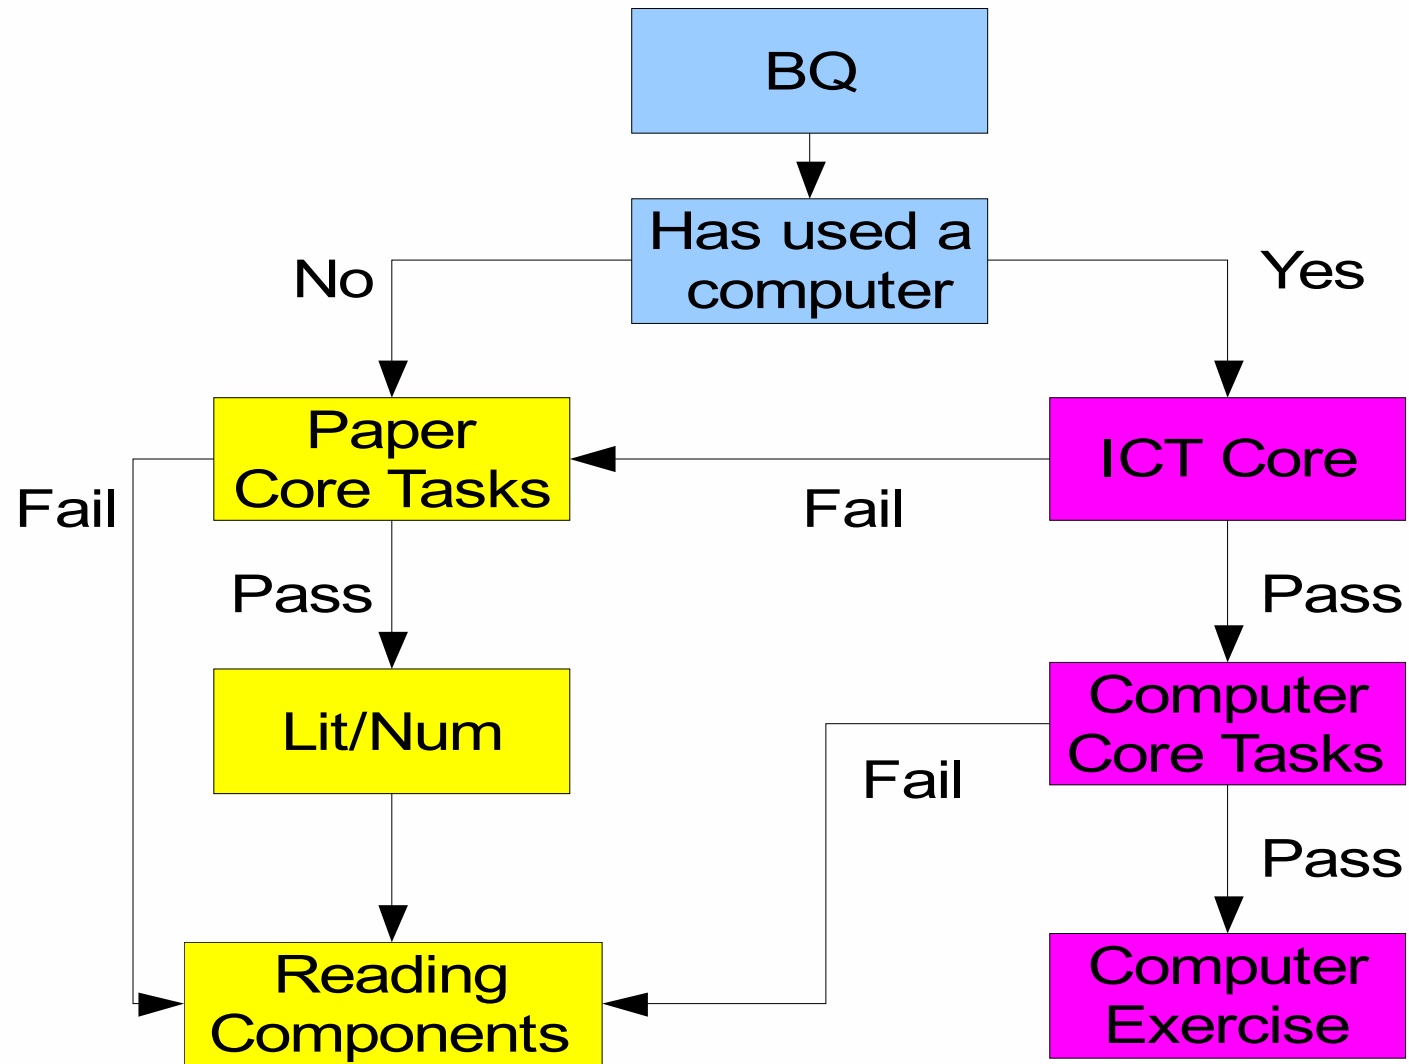 BQ
Has used a
computer
No
Yes
Paper
Core Tasks
ICT Core
Fail
Fail
Pass
Pass
Lit/Num
Computer
Core Tasks
Fail
Pass
Reading
Components
Computer
Exercise